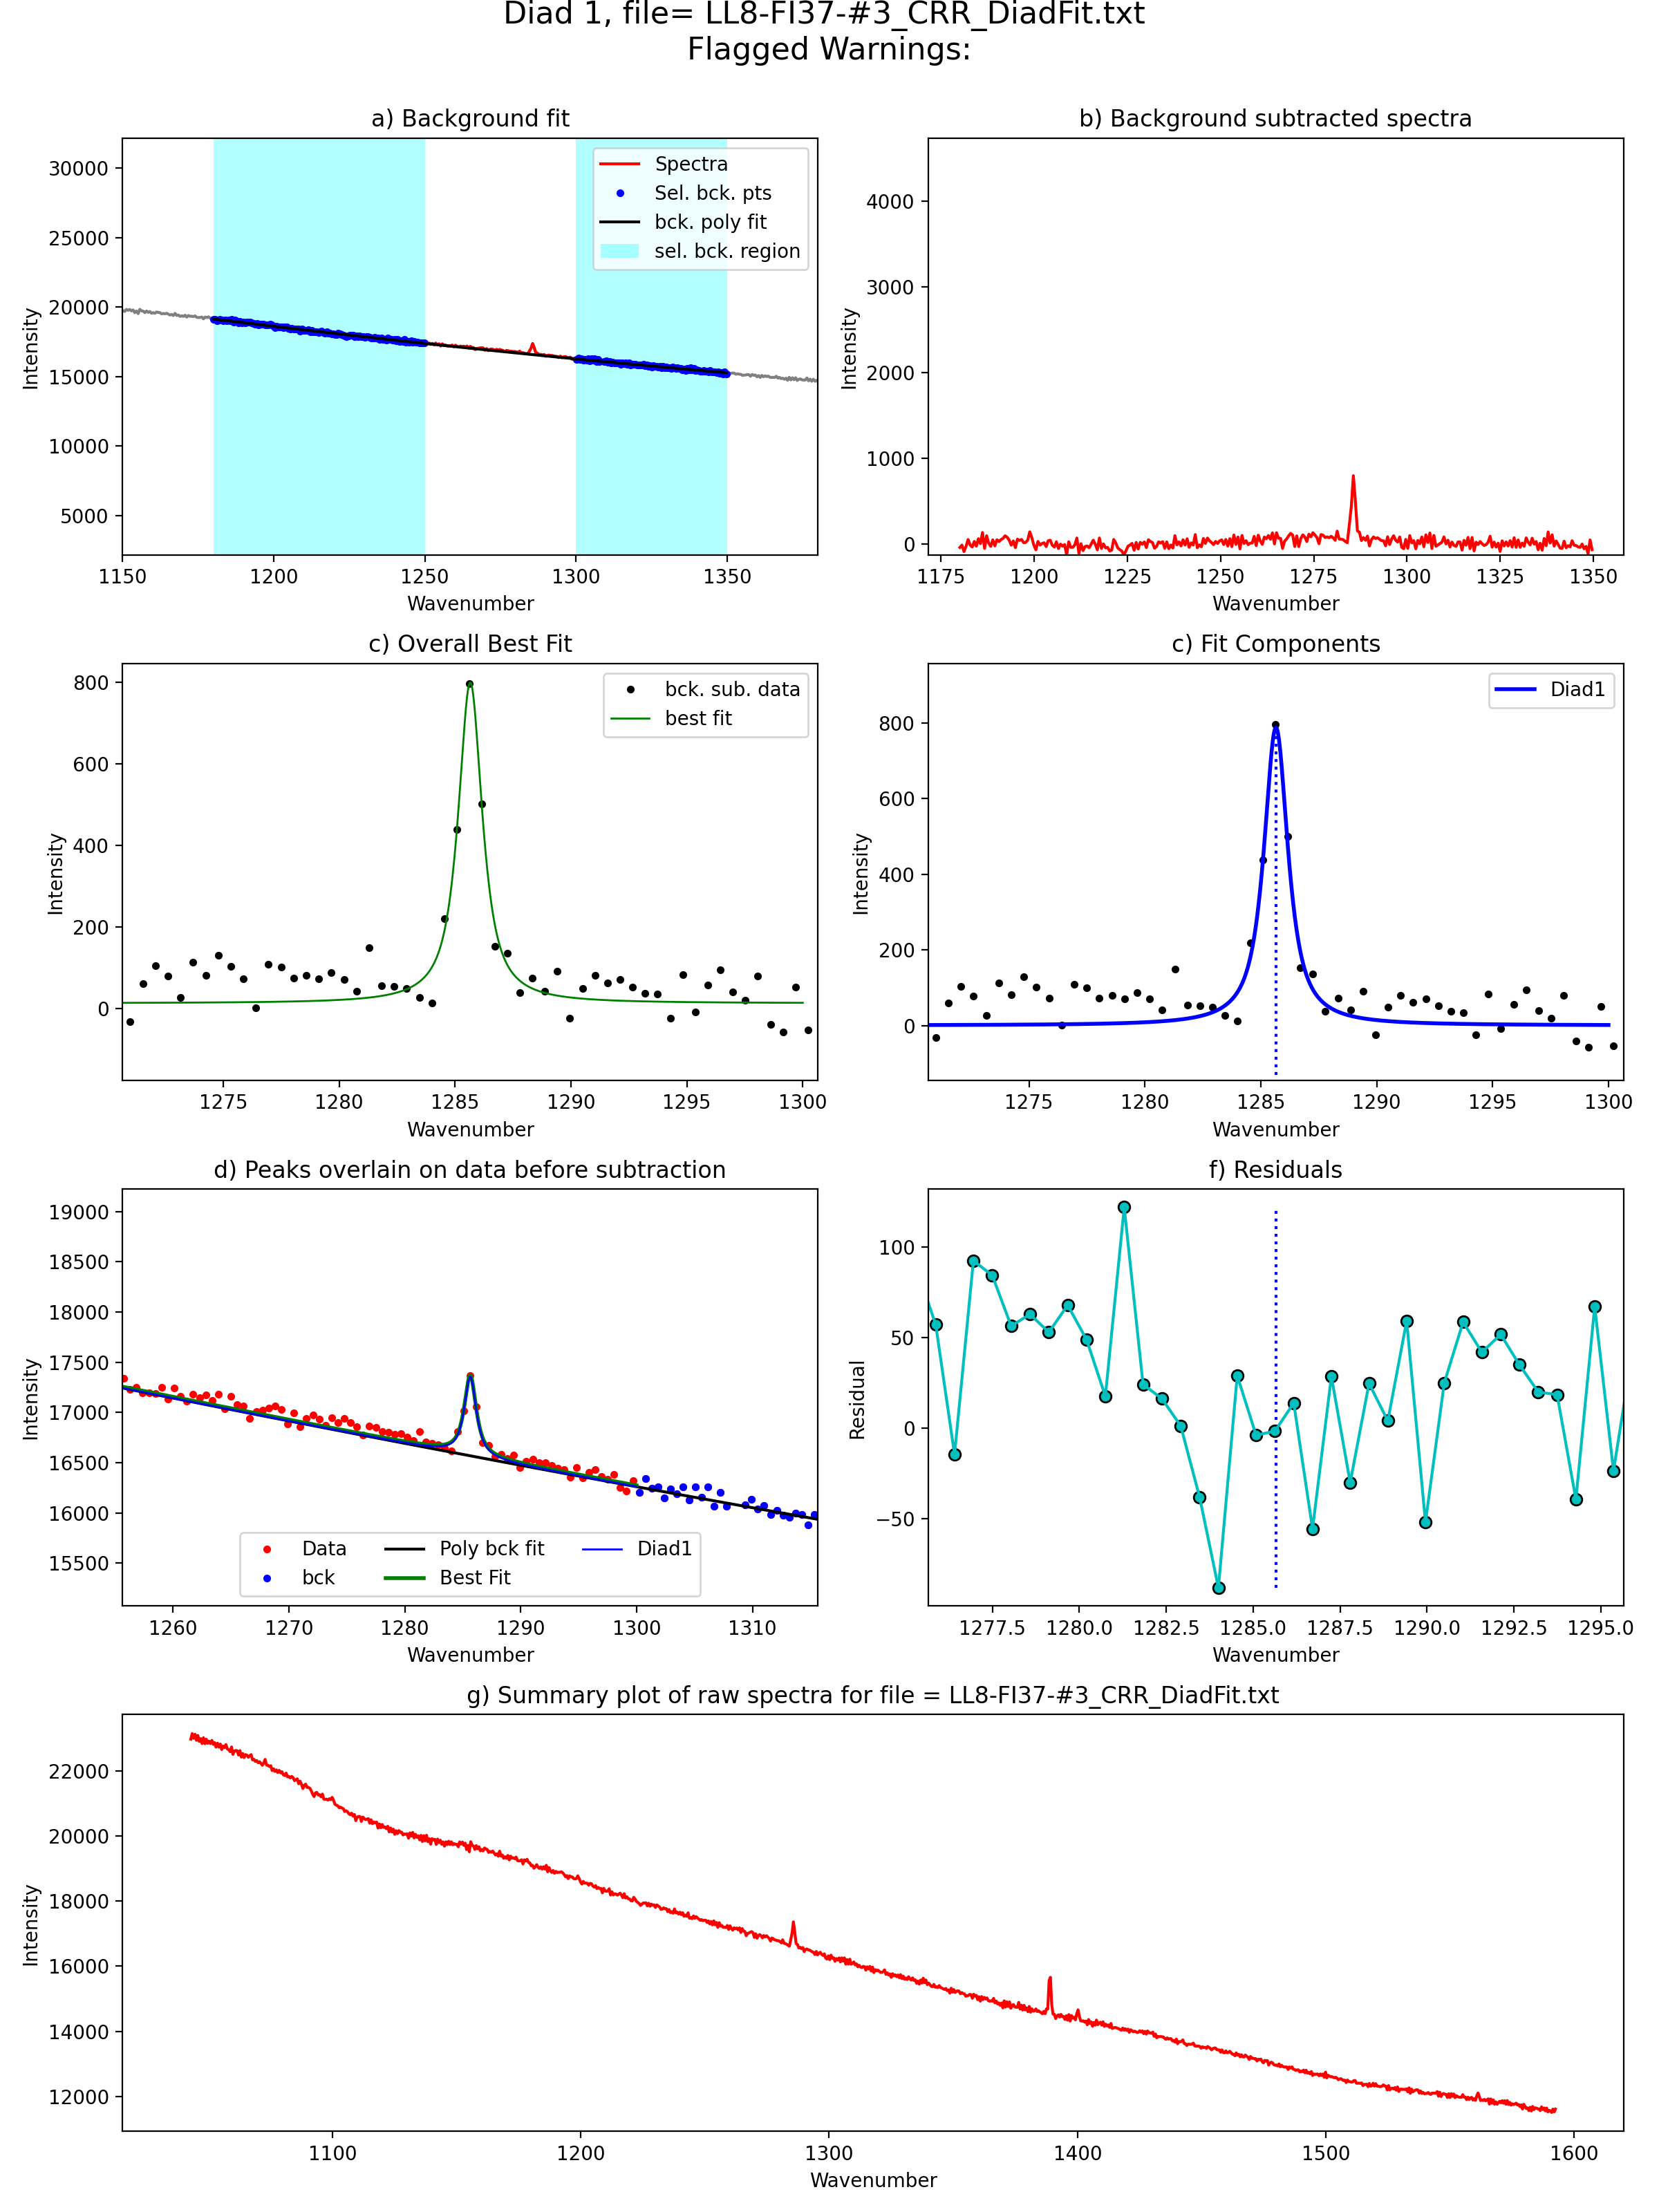 Diad 1, file= LL8-FI37-#3_CRR_DiadFit.txt
Flagged Warnings:
a) Background fit
30000
25000
20000
15000
10000
5000
Intensity
Spectra
Sel. bck. pts
bck. poly fit
sel. bck. region
1150 1200 1250 1300 1350
Wavenumber
b) Background subtracted spectra
4000
3000
2000
1000
0
Intensity
1175 1200 1225 1250 1275 1300 1325 1350
Wavenumber
c) Overall Best Fit
800
600
400
200
0
Intensity
bck. sub. data
best fit
1275 1280 1285 1290 1295 1300
Wavenumber
c) Fit Components
800
600
400
200
0
Intensity
Diad1
1275 1280 1285 1290 1295 1300
Wavenumber
d) Peaks overlain on data before subtraction
19000
18500
18000
17500
17000
16500
16000
15500
Intensity
Data
bck
Poly bck fit
Best Fit
Diad1
1260 1270 1280 1290 1300 1310
Wavenumber
f) Residuals
100
50
0
−50
Residual
1277.5 1280.0 1282.5 1285.0 1287.5 1290.0 1292.5 1295.0
Wavenumber
g) Summary plot of raw spectra for file = LL8-FI37-#3_CRR_DiadFit.txt
22000
20000
18000
16000
14000
12000
Intensity
1100 1200 1300 1400 1500 1600
Wavenumber